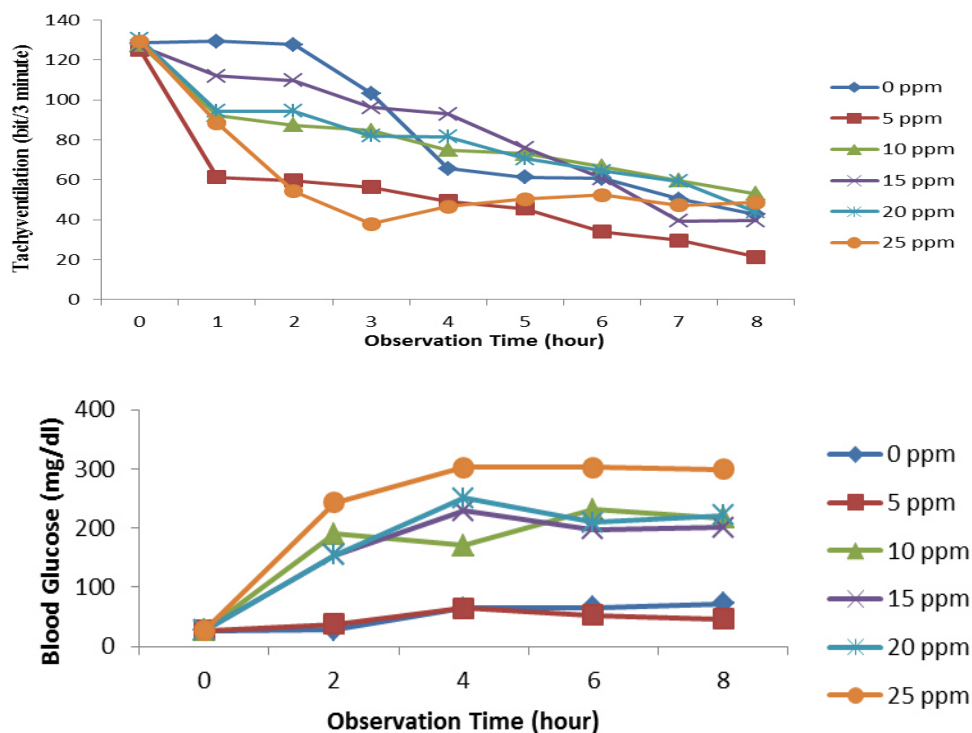 Tachyventilation (bit/3 minute)
140
120
100
80
60
40
20
0
0 1 2 3 4 5 6 7 8
Observation Time (hour)
0 ppm
5 ppm
10 ppm
15 ppm
20 ppm
25 ppm
Blood Glucose (mg/dl)
400
300
200
100
0
0 2 4 6 8
Observation Time (hour)
0 ppm
5 ppm
10 ppm
15 ppm
20 ppm
25 ppm